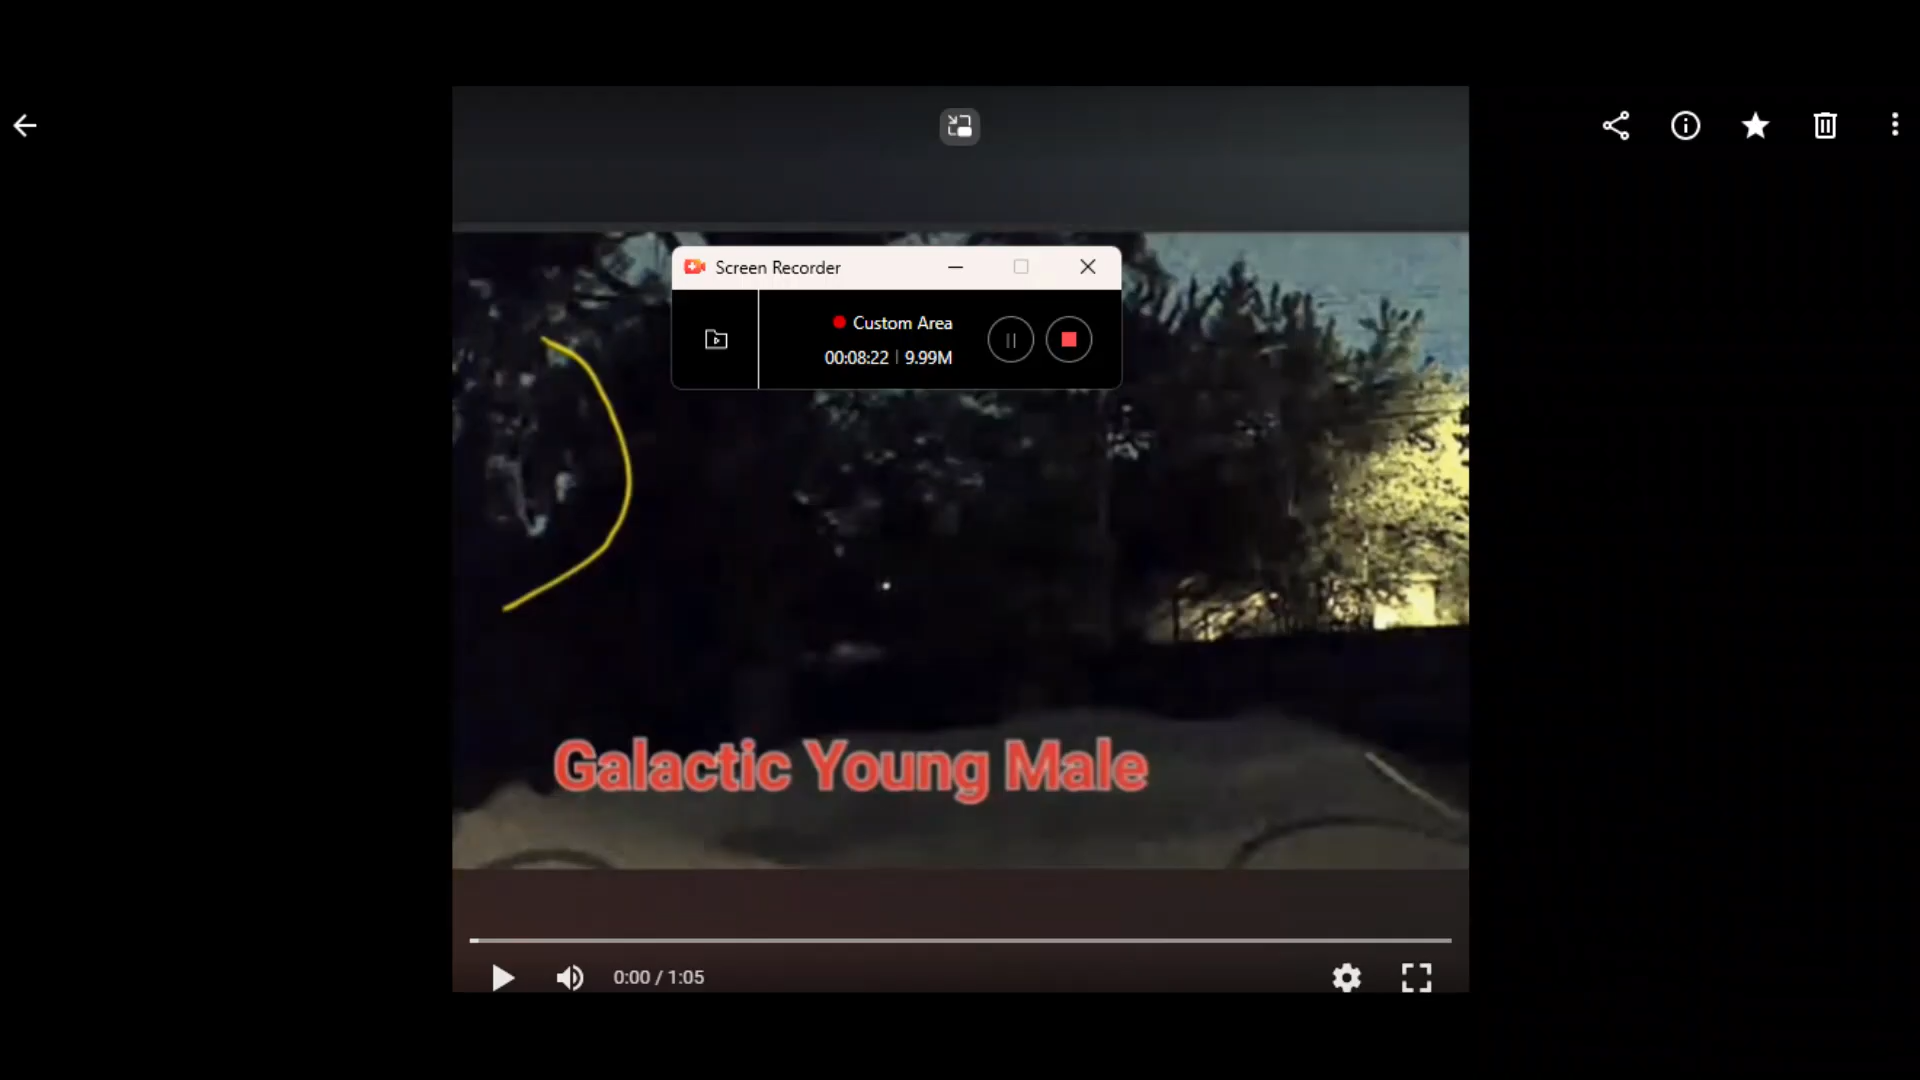 Screen Recorder
Custom Area
00:08:22 | 9.99M
Galactic Young Male
0:00 / 1:05